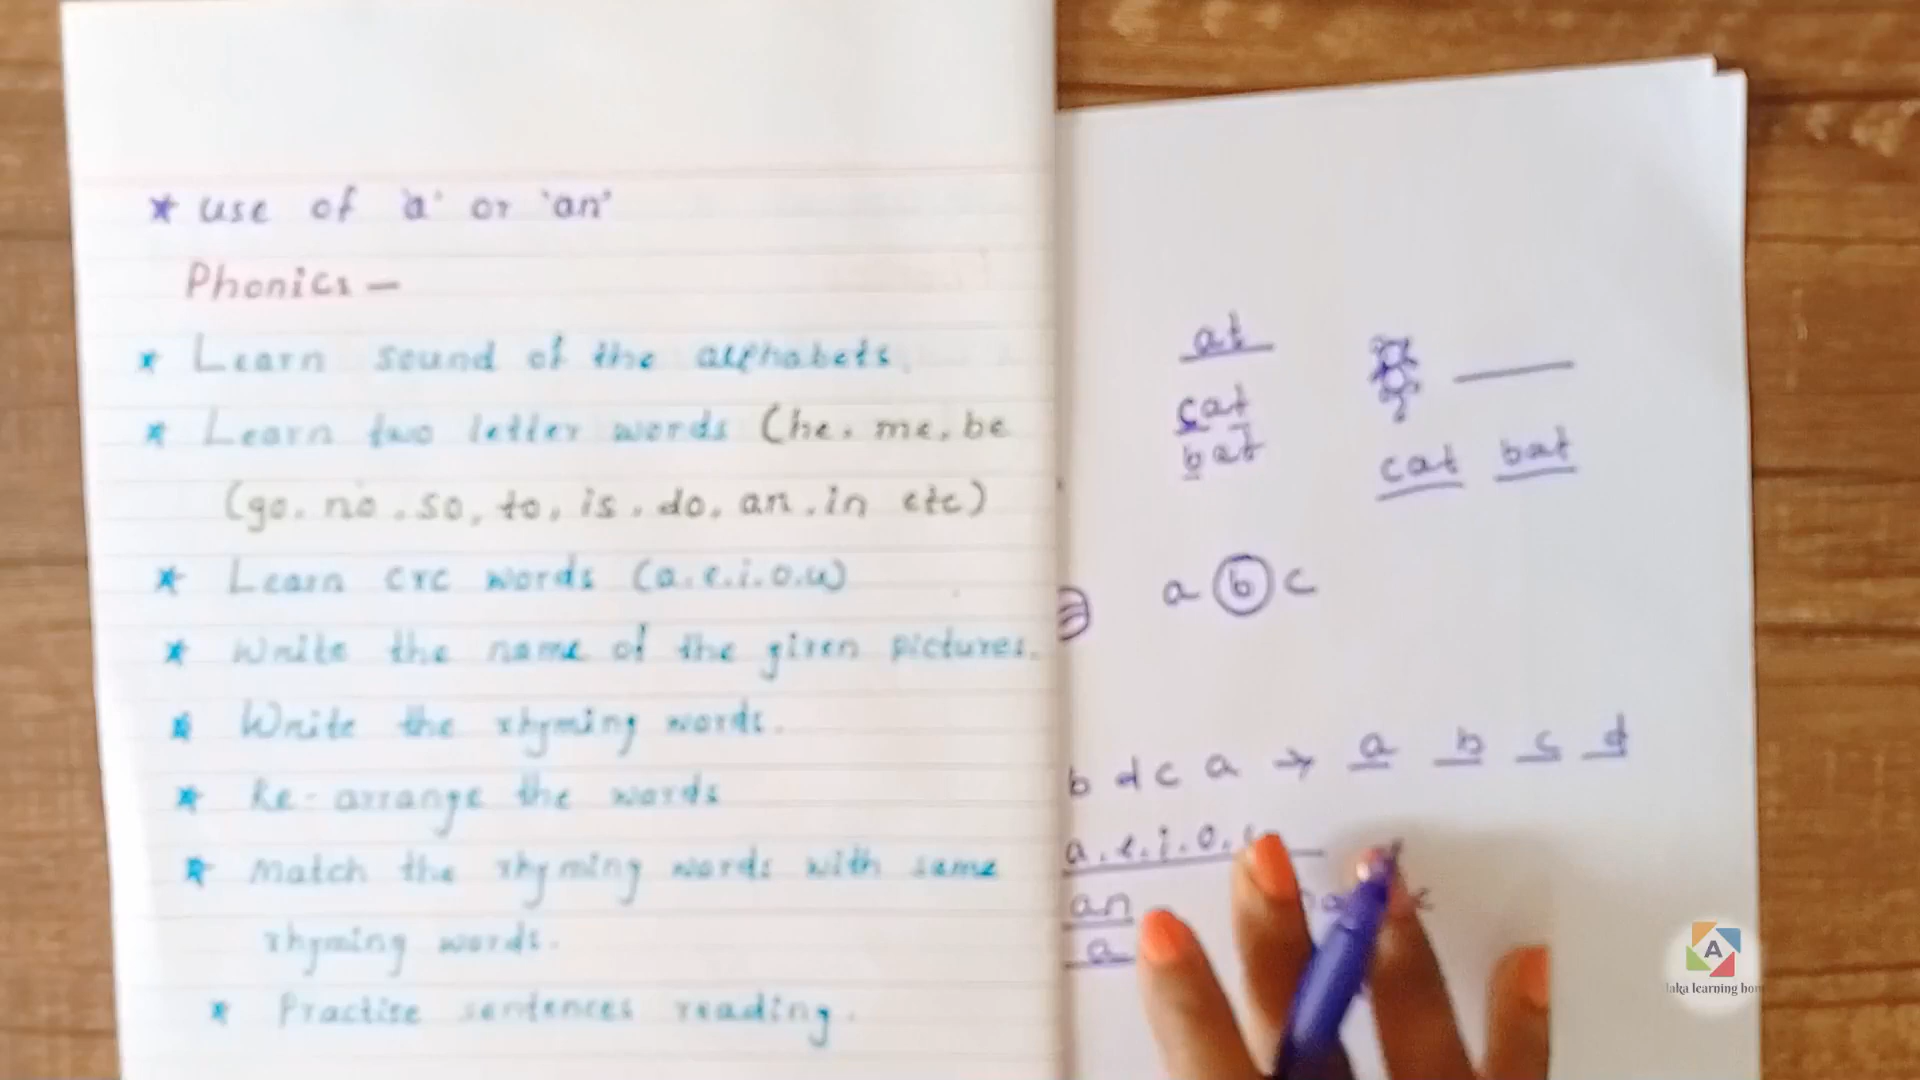 * use of 'a' or 'an'
Phonics -
* Learn sound of the alphabets.
* Learn two letter words (he, me, be
(go, no, so, to, is, do, an, in etc)
* Learn cvc words (a.e.i.o.u)
* Write the name of the given pictures.
* Write the rhyming words.
* Re-arrange the words
* Match the rhyming words with same
rhyming words.
* Practise sentences reading.
at
cat
bat
cat bat
a b c
b d c a → a b c d
a.e.i.o.
an
a
A
laka learning hom